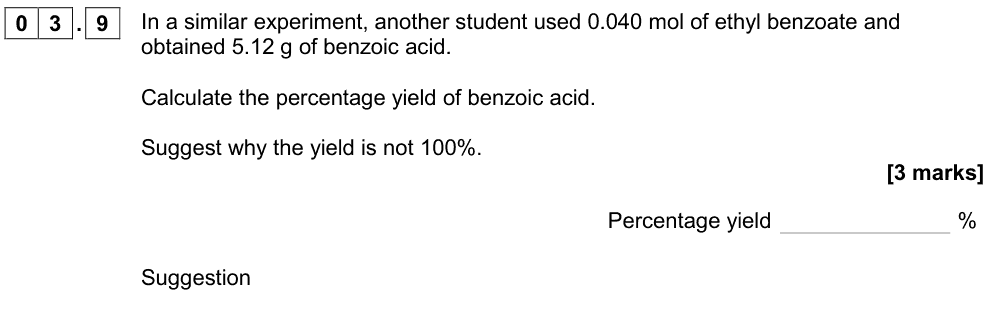 0 3 . 9 In a similar experiment, another student used 0.040 mol of ethyl benzoate and
obtained 5.12 g of benzoic acid.
Calculate the percentage yield of benzoic acid.
Suggest why the yield is not 100%.
[3 marks]
Percentage yield %
Suggestion